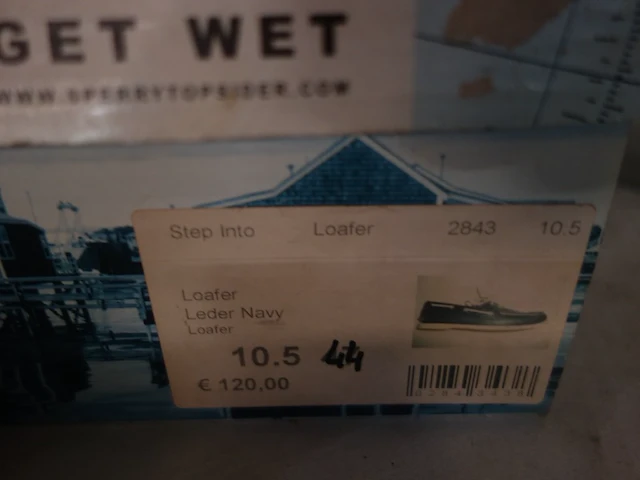 GET WET
WWW.SPERRYTOPSIDER.COM
Step Into Loafer 2843 10.5
Loafer
Leder Navy
Loafer
10.5 44
€ 120,00